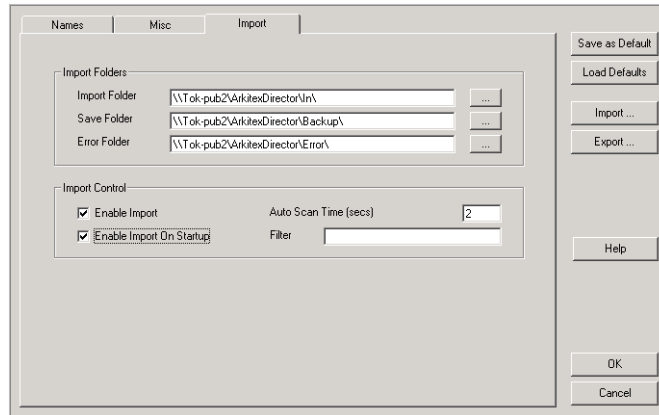 Names Misc Import
Save as Default
Import Folders
Load Defaults
Import Folder \\Tok-pub2\ArkitexDirector\In\ ...
Save Folder \\Tok-pub2\ArkitexDirector\Backup\ ...
Import ...
Error Folder \\Tok-pub2\ArkitexDirector\Error\ ...
Export ...
Import Control
Enable Import Auto Scan Time (secs) 2
Enable Import On Startup Filter
Help
OK
Cancel